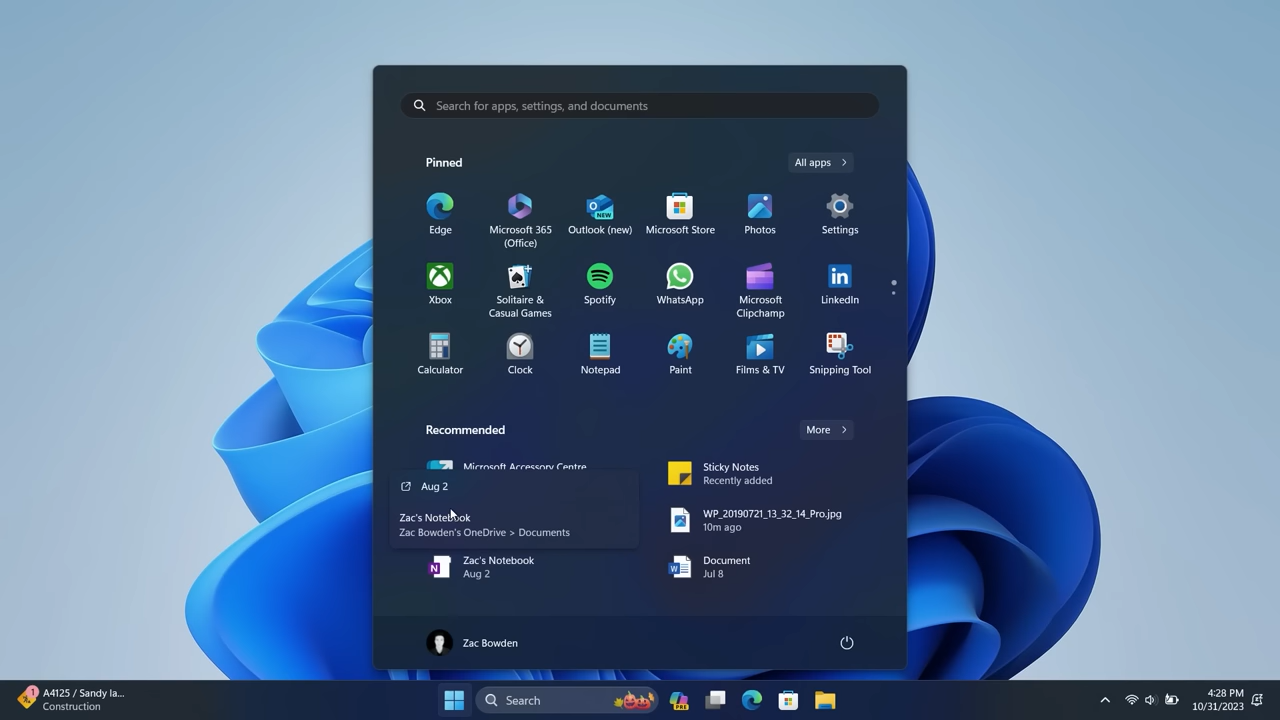 Search for apps, settings, and documents
Pinned
All apps
Edge
Microsoft 365
(Office)
Outlook (new)
Microsoft Store
Photos
Settings
Xbox
Solitaire &
Casual Games
Spotify
WhatsApp
Microsoft
Clipchamp
LinkedIn
Calculator
Clock
Notepad
Paint
Films & TV
Snipping Tool
Recommended
More
Microsoft Accessory Centre
Sticky Notes
Recently added
Aug 2
Zac's Notebook
Zac Bowden's OneDrive > Documents
WP_20190721_13_32_14_Pro.jpg
10m ago
Zac's Notebook
Aug 2
Document
Jul 8
Zac Bowden
1
A4125 / Sandy la...
Construction
Search
PRE
4:28 PM
10/31/2023